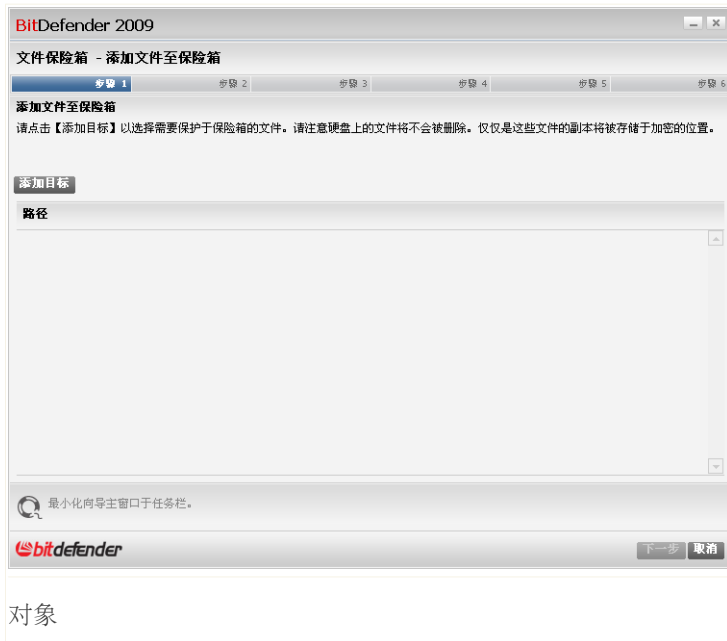 BitDefender 2009
文件保险箱 - 添加文件至保险箱
步骤 1 步骤 2 步骤 3 步骤 4 步骤 5 步骤 6
添加文件至保险箱
请点击【添加目标】以选择需要保护于保险箱的文件。请注意硬盘上的文件将不会被删除。仅仅是这些文件的副本将被存储于加密的位置。
添加目标
路径
最小化向导主窗口于任务栏。
bitdefender
下一步 取消
对象